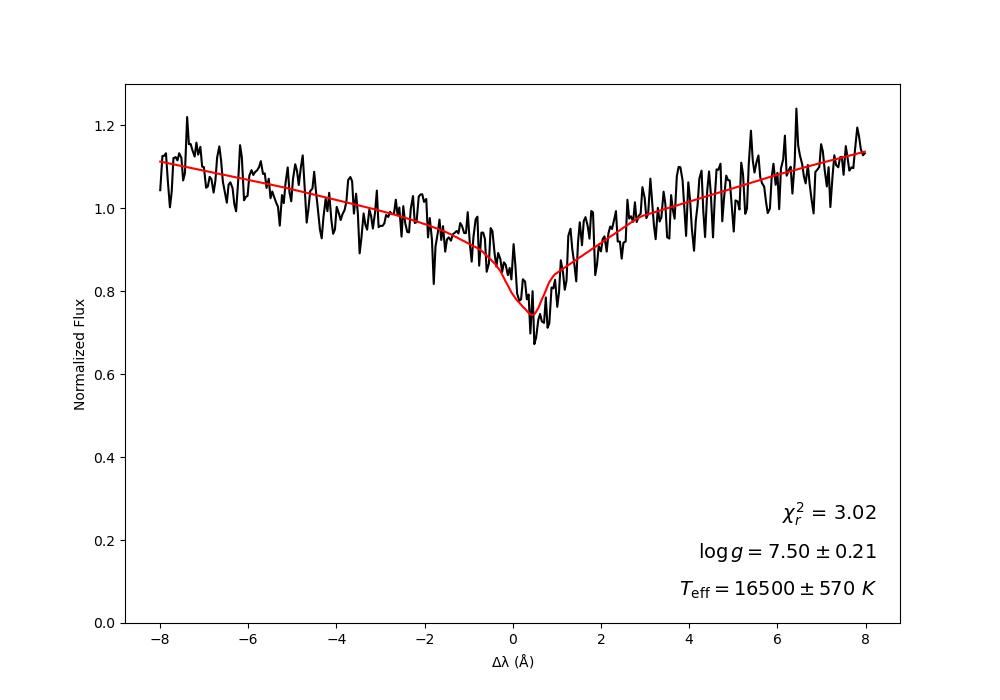 1.2
1.0
0.8
0.6
0.4
0.2
0.0
Normalized Flux
χ²ᵣ = 3.02
log g = 7.50 ± 0.21
T_eff = 16500 ± 570 K
−8 −6 −4 −2 0 2 4 6 8
Δλ (Å)